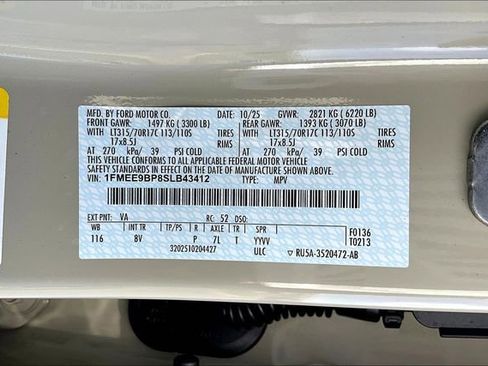 MFD. BY FORD MOTOR CO. 10/25 GVWR: 2821 KG ( 6220 LB)
FRONT GAWR: 1497 KG ( 3300 LB) REAR GAWR: 1393 KG ( 3070 LB)
WITH LT315/70R17C 113/110S TIRES WITH LT315/70R17C 113/110S TIRES
17x8.5J RIMS 17x8.5J RIMS
AT 270 kPa/ 39 PSI COLD AT 270 kPa/ 39 PSI COLD
THIS VEHICLE CONFORMS TO ALL APPLICABLE FEDERAL MOTOR VEHICLE
SAFETY STANDARDS IN EFFECT ON THE DATE OF MANUFACTURE SHOWN ABOVE.
VIN: 1FMEE9BP8SLB43412 TYPE: MPV
EXT PNT: VA RC: 52 DSO:
WB BRK INT TR TP/PS R AXLE TR SPR F0136
116 BV P 7L T YYVV T0213
3202510204427 ULC RU5A-3520472-AB